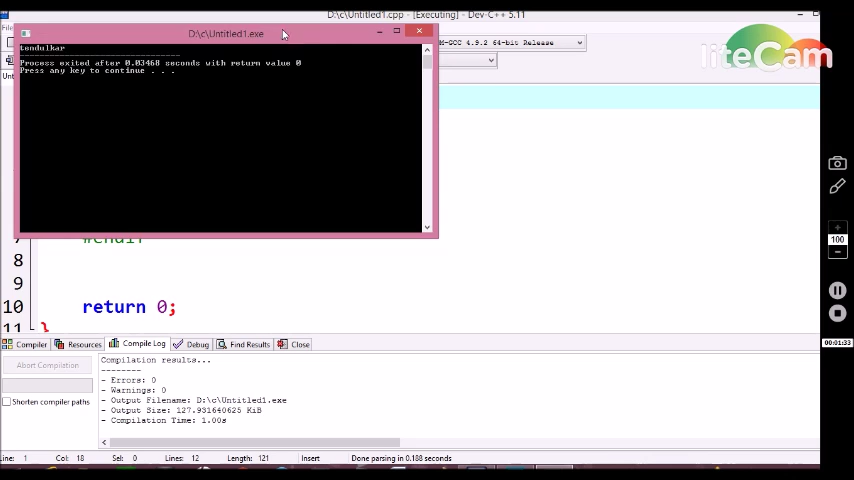 D:\c\Untitled1.cpp - [Executing] - Dev-C++ 5.11
D:\c\Untitled1.exe
tendulkar
--------------------------------
Process exited after 0.03468 seconds with return value 0
Press any key to continue . . .
-GCC 4.9.2 64-bit Release
liteCam
7 #endif
8
9
10 return 0;
11 }
Compiler Resources Compile Log Debug Find Results Close
Abort Compilation
Shorten compiler paths
Compilation results...
--------
- Errors: 0
- Warnings: 0
- Output Filename: D:\c\Untitled1.exe
- Output Size: 127.931640625 KiB
- Compilation Time: 1.00s
Line: 1 Col: 18 Sel: 0 Lines: 12 Length: 121 Insert Done parsing in 0.188 seconds
100
00:01:33